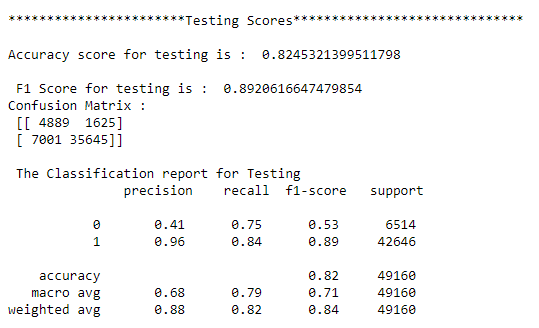 ***********************Testing Scores******************************
Accuracy score for testing is :  0.8245321399511798
F1 Score for testing is :  0.8920616647479854
Confusion Matrix :
[[ 4889  1625]
[ 7001 35645]]
The Classification report for Testing
precision    recall  f1-score   support
0       0.41      0.75      0.53      6514
1       0.96      0.84      0.89     42646
accuracy                           0.82     49160
macro avg       0.68      0.79      0.71     49160
weighted avg       0.88      0.82      0.84     49160